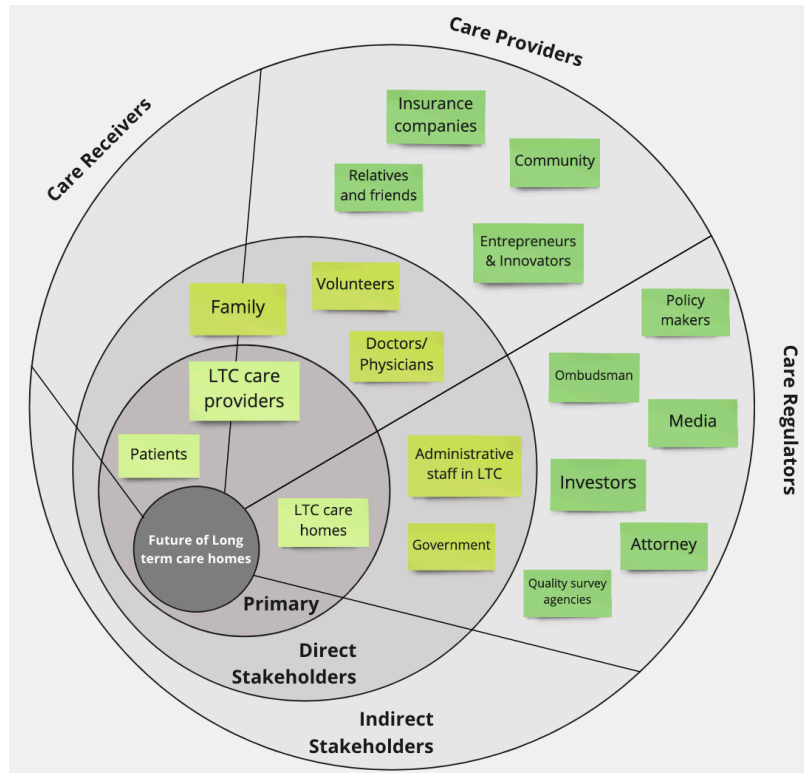 Care Providers
Care Receivers
Insurance
companies
Community
Relatives
and friends
Entrepreneurs
& Innovators
Family
Volunteers
Doctors/
Physicians
Policy
makers
Ombudsman
Media
Care Regulators
LTC care
providers
Patients
Administrative
staff in LTC
Investors
LTC care
homes
Government
Attorney
Future of Long
term care homes
Quality survey
agencies
Primary
Direct
Stakeholders
Indirect
Stakeholders